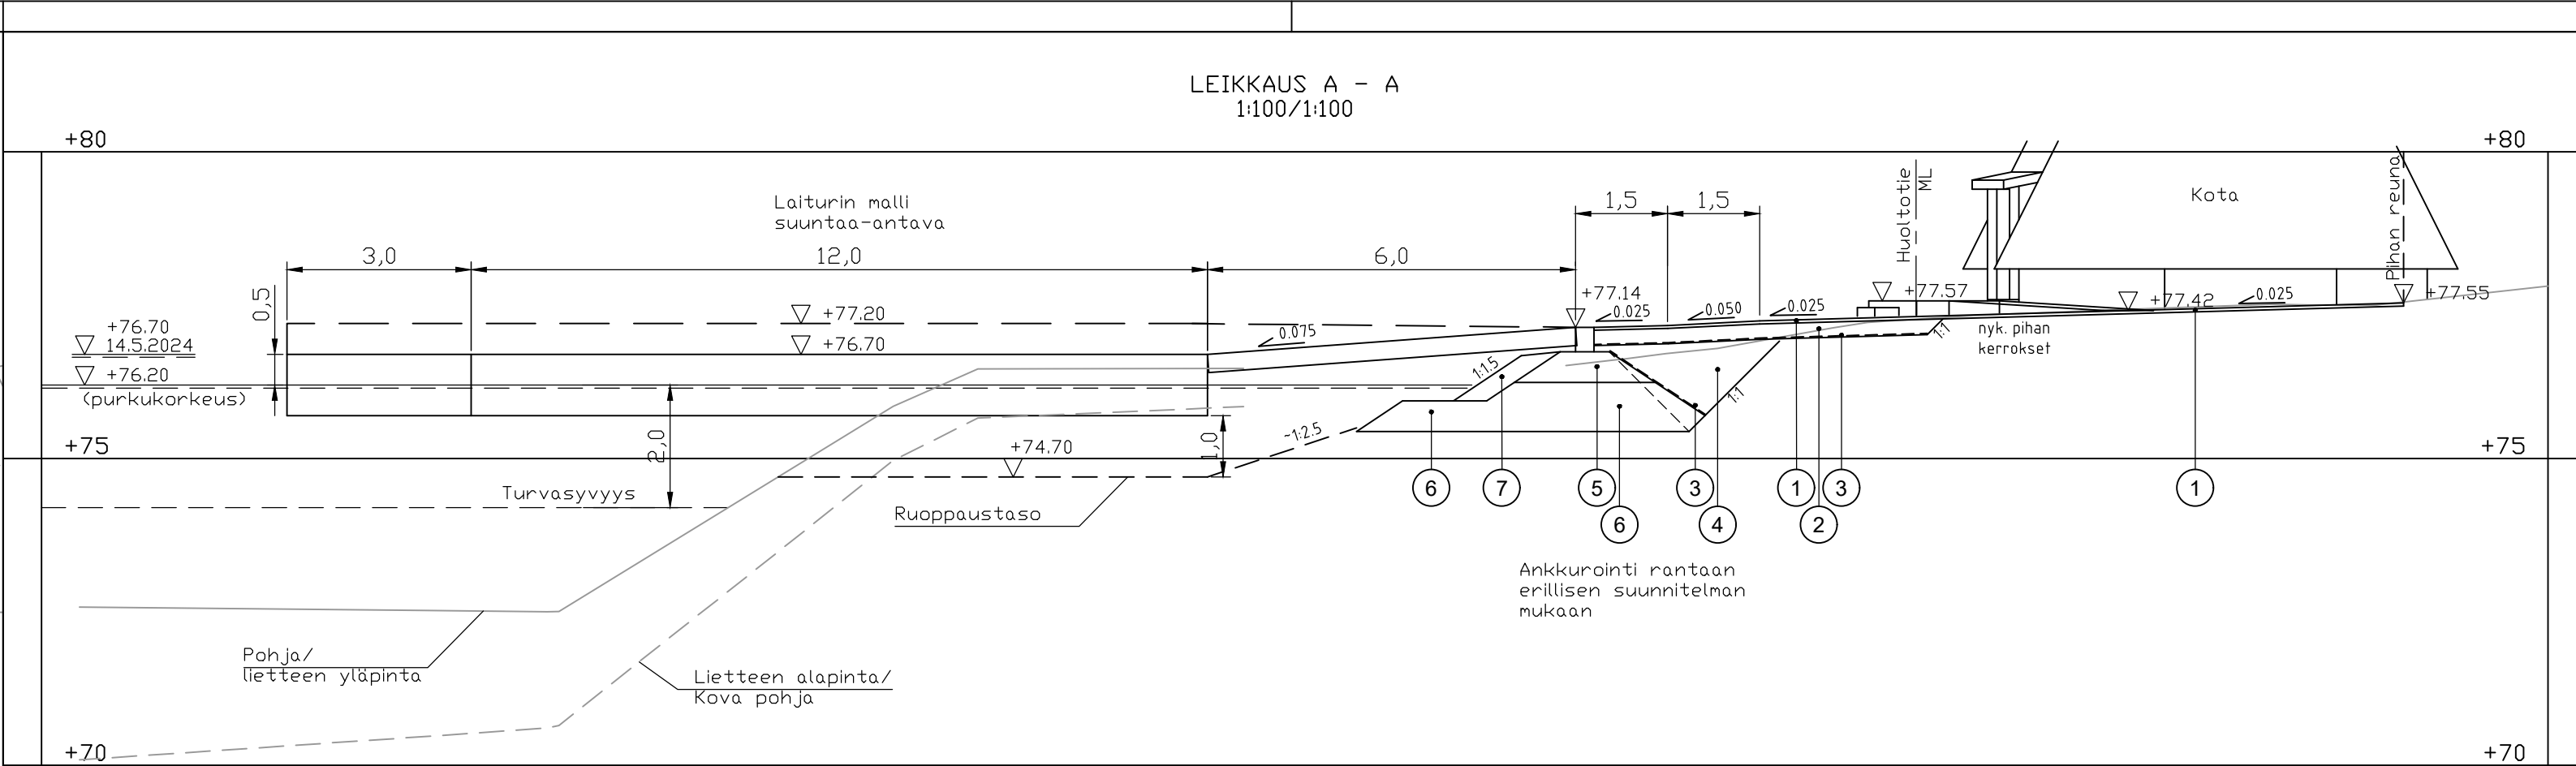 LEIKKAUS A - A
1:100/1:100
+80
+80
Laiturin malli
suuntaa-antava
Huoltotie
ML
Kota
Pihan reuna
1,5
1,5
3,0
12,0
6,0
0,5
+77.20
+76.70
+76.70
14.5.2024
+76.20
(purkukorkeus)
0.075
+77.14
0.025
0.050
0.025
+77.57
+77.42
0.025
+77.55
nyk. pihan
kerrokset
1:1
1:1.5
1:1
~1:2.5
+75
+75
2,0
1,0
+74.70
Turvasyvyys
Ruoppaustaso
6
7
5
3
1
3
1
6
4
2
Ankkurointi rantaan
erillisen suunnitelman
mukaan
Pohja/
lietteen yläpinta
Lietteen alapinta/
Kova pohja
+70
+70